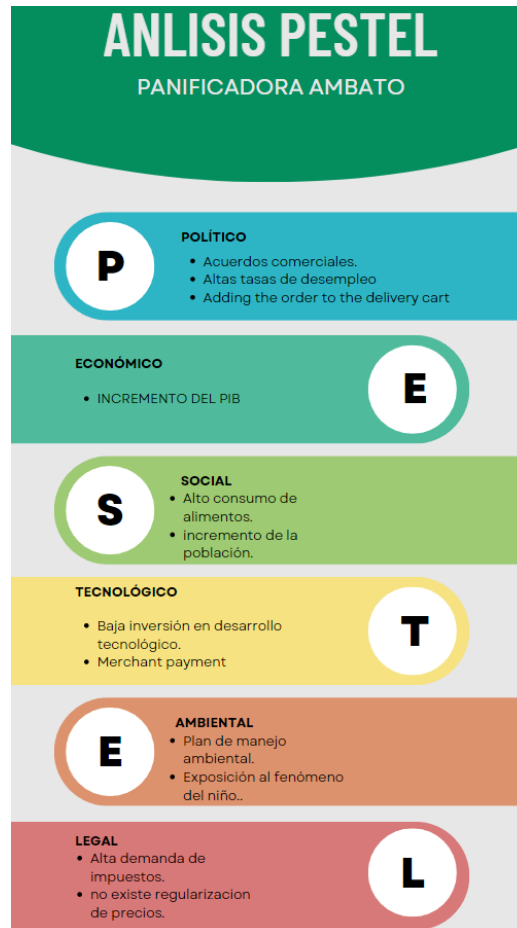 ANLISIS PESTEL
PANIFICADORA AMBATO
P
POLÍTICO
• Acuerdos comerciales.
• Altas tasas de desempleo
• Adding the order to the delivery cart
ECONÓMICO
• INCREMENTO DEL PIB
E
S
SOCIAL
• Alto consumo de
alimentos.
• incremento de la
población.
TECNOLÓGICO
• Baja inversión en desarrollo
tecnológico.
• Merchant payment
T
E
AMBIENTAL
• Plan de manejo
ambiental.
• Exposición al fenómeno
del niño..
LEGAL
• Alta demanda de
impuestos.
• no existe regularizacion
de precios.
L